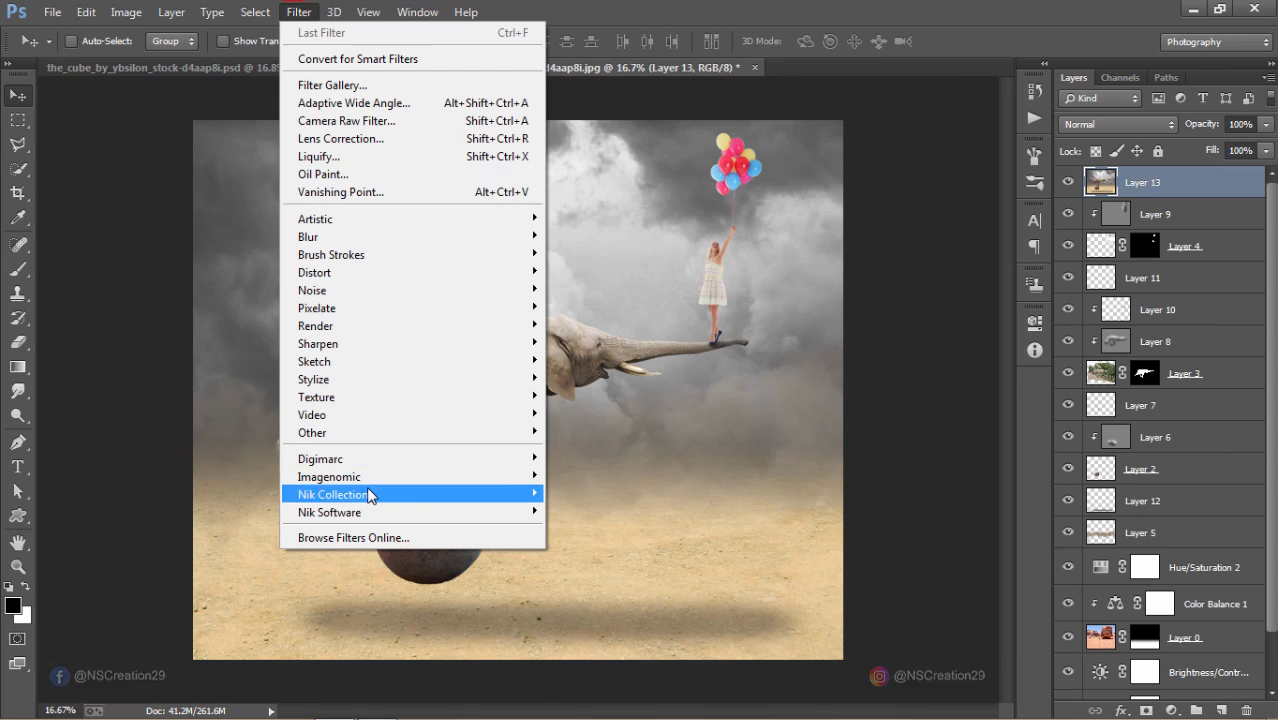 Ps File Edit Image Layer Type Select Filter 3D View Window Help
Auto-Select: Group Show Tran 3D Mode: Photography
the_cube_by_ybsilon_stock-d4aap8i.psd @ 16.8% d4aap8i.jpg @ 16.7% (Layer 13, RGB/8) *
Last Filter Ctrl+F
Convert for Smart Filters
Filter Gallery...
Adaptive Wide Angle... Alt+Shift+Ctrl+A
Camera Raw Filter... Shift+Ctrl+A
Lens Correction... Shift+Ctrl+R
Liquify... Shift+Ctrl+X
Oil Paint...
Vanishing Point... Alt+Ctrl+V
Artistic
Blur
Brush Strokes
Distort
Noise
Pixelate
Render
Sharpen
Sketch
Stylize
Texture
Video
Other
Digimarc
Imagenomic
Nik Collection
Nik Software
Browse Filters Online...
Layers Channels Paths
Kind
Normal Opacity: 100%
Lock: Fill: 100%
Layer 13
Layer 9
Layer 4
Layer 11
Layer 10
Layer 8
Layer 3
Layer 7
Layer 6
Layer 2
Layer 12
Layer 5
Hue/Saturation 2
Color Balance 1
Layer 0
Brightness/Contr...
@NSCreation29 @NSCreation29
16.67% Doc: 41.2M/261.6M